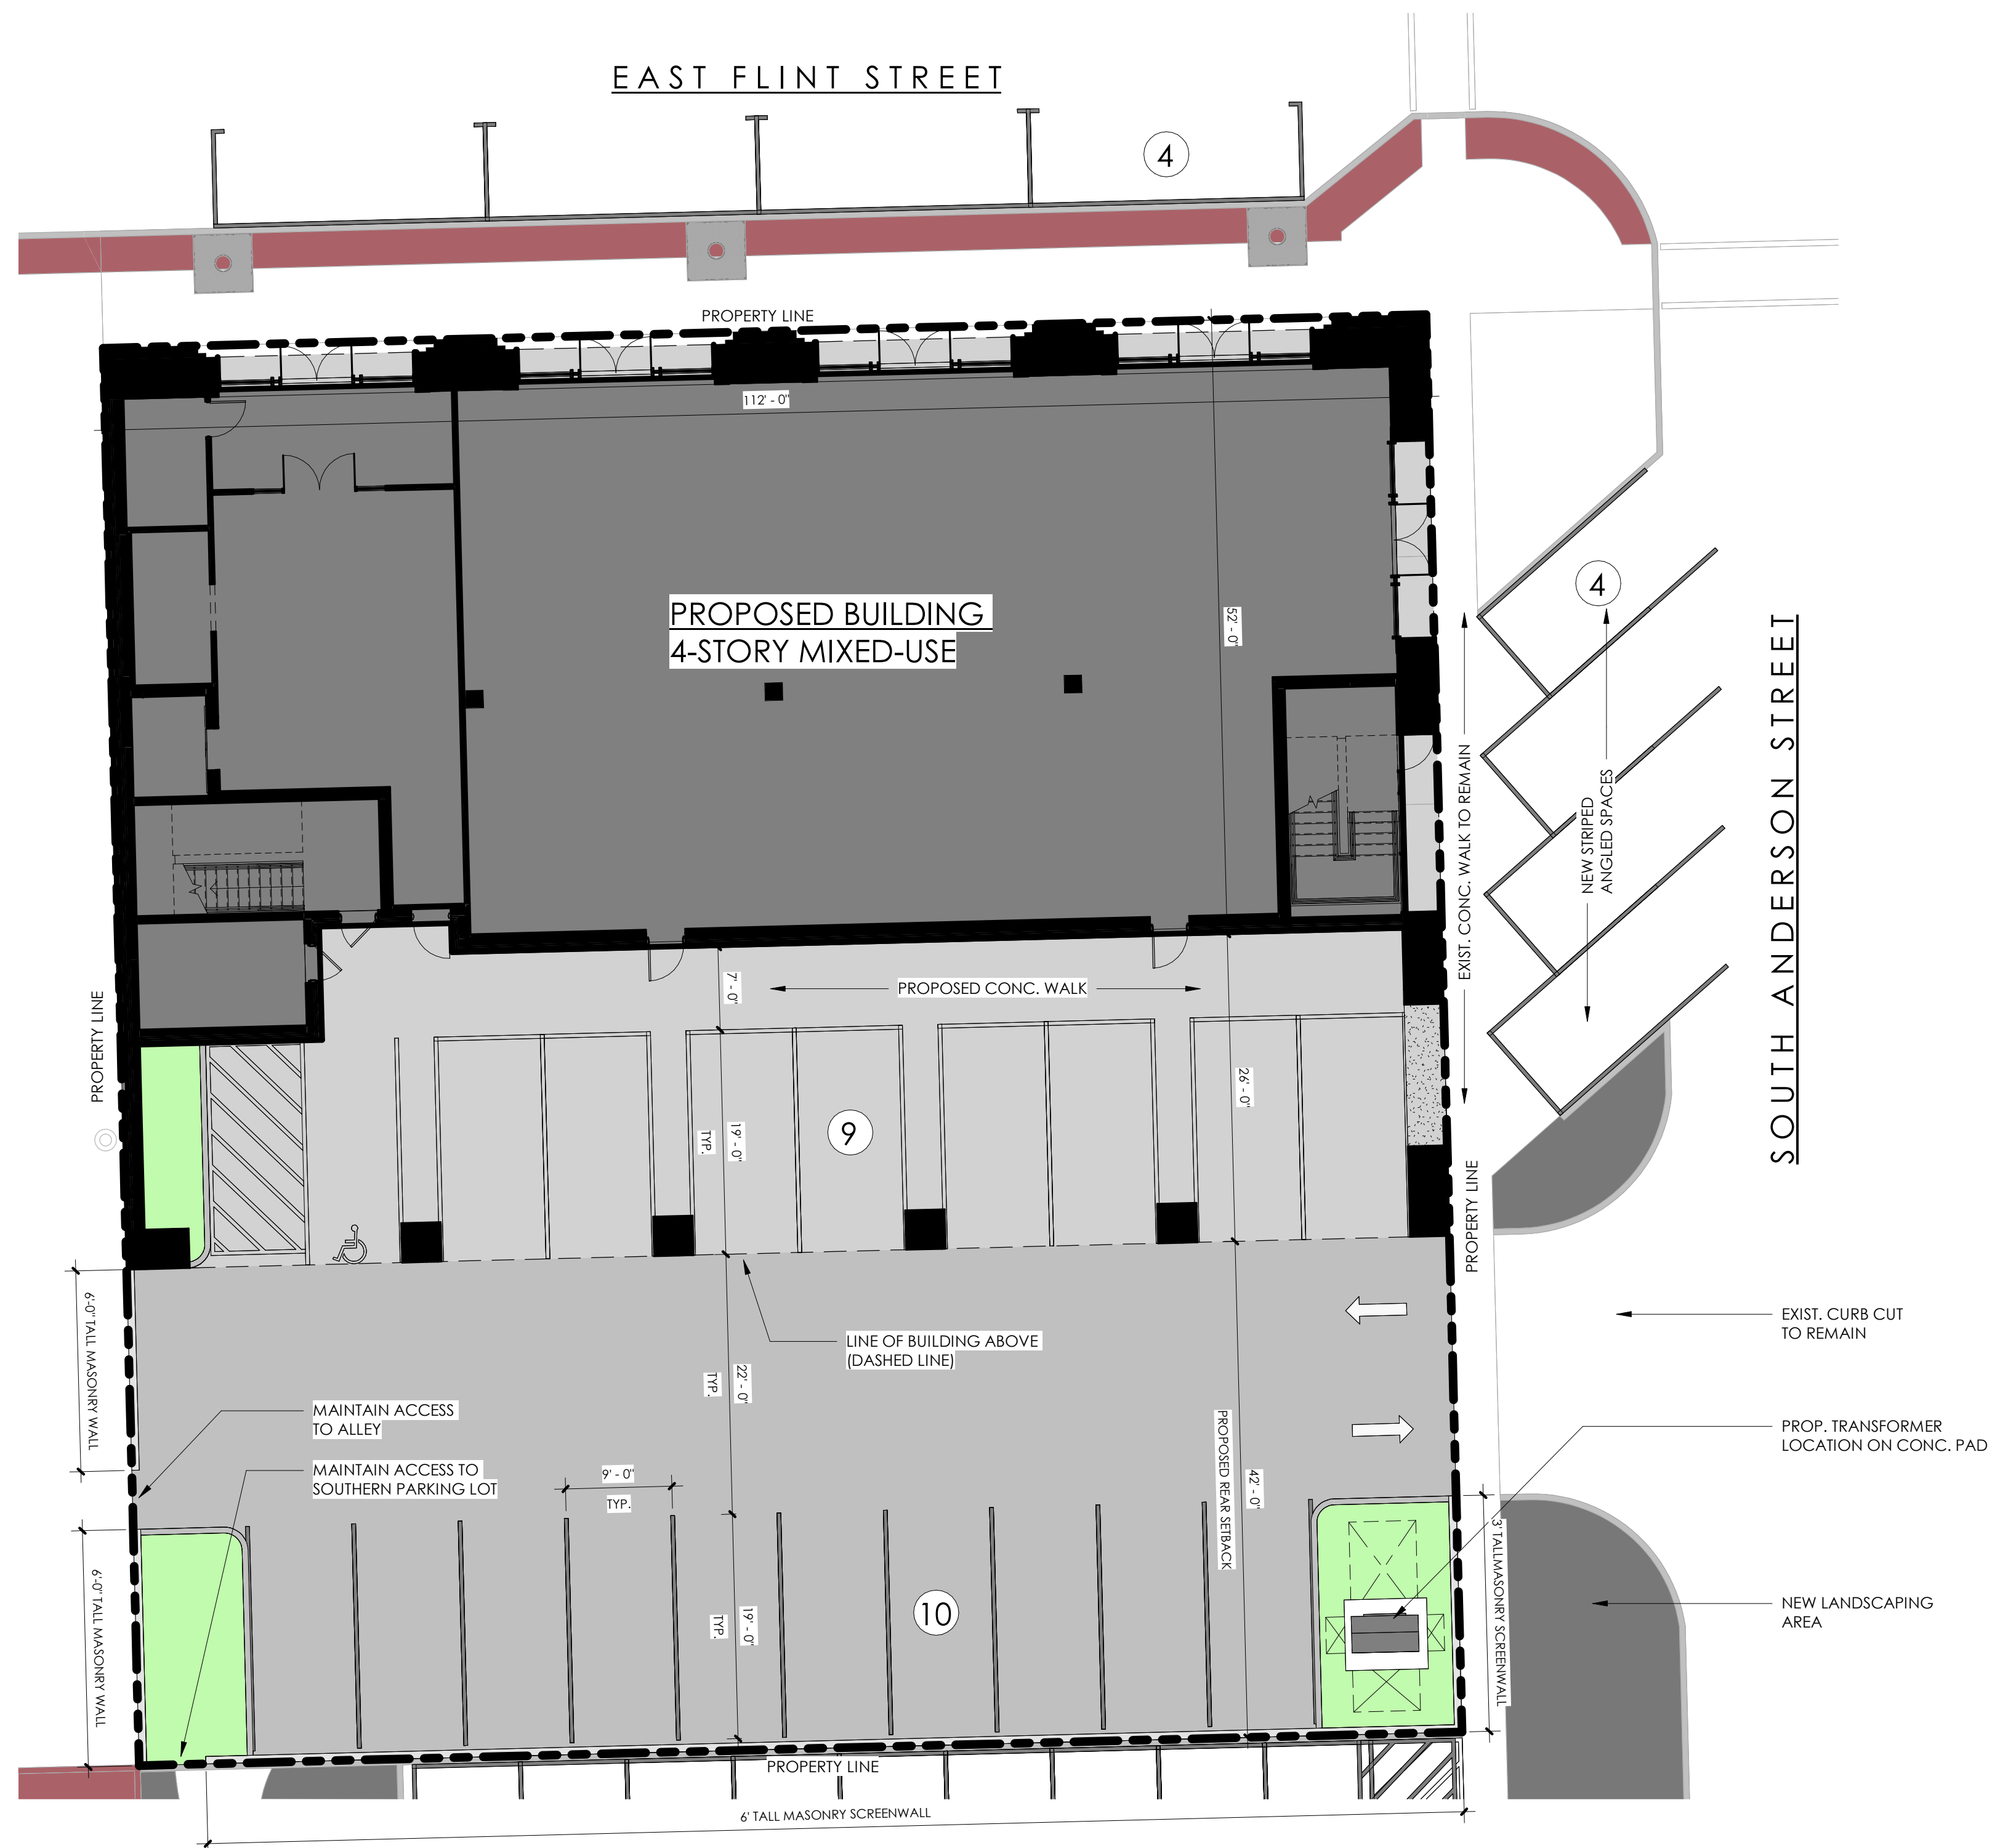 EAST FLINT STREET
4
PROPERTY LINE
112' - 0"
PROPOSED BUILDING
4-STORY MIXED-USE
52' - 0"
4
NEW STRIPED
ANGLED SPACES
EXIST. CONC. WALK TO REMAIN
SOUTH ANDERSON STREET
PROPERTY LINE
7' - 0"
PROPOSED CONC. WALK
9
19' - 0"
TYP.
26' - 0"
PROPERTY LINE
6'-0" TALL MASONRY WALL
LINE OF BUILDING ABOVE
(DASHED LINE)
EXIST. CURB CUT
TO REMAIN
22' - 0"
TYP.
MAINTAIN ACCESS
TO ALLEY
PROP. TRANSFORMER
LOCATION ON CONC. PAD
MAINTAIN ACCESS TO
SOUTHERN PARKING LOT
9' - 0"
TYP.
PROPOSED REAR SETBACK
42' - 0"
6'-0" TALL MASONRY WALL
10
19' - 0"
TYP.
3' TALLMASONRY SCREENWALL
NEW LANDSCAPING
AREA
PROPERTY LINE
6' TALL MASONRY SCREENWALL